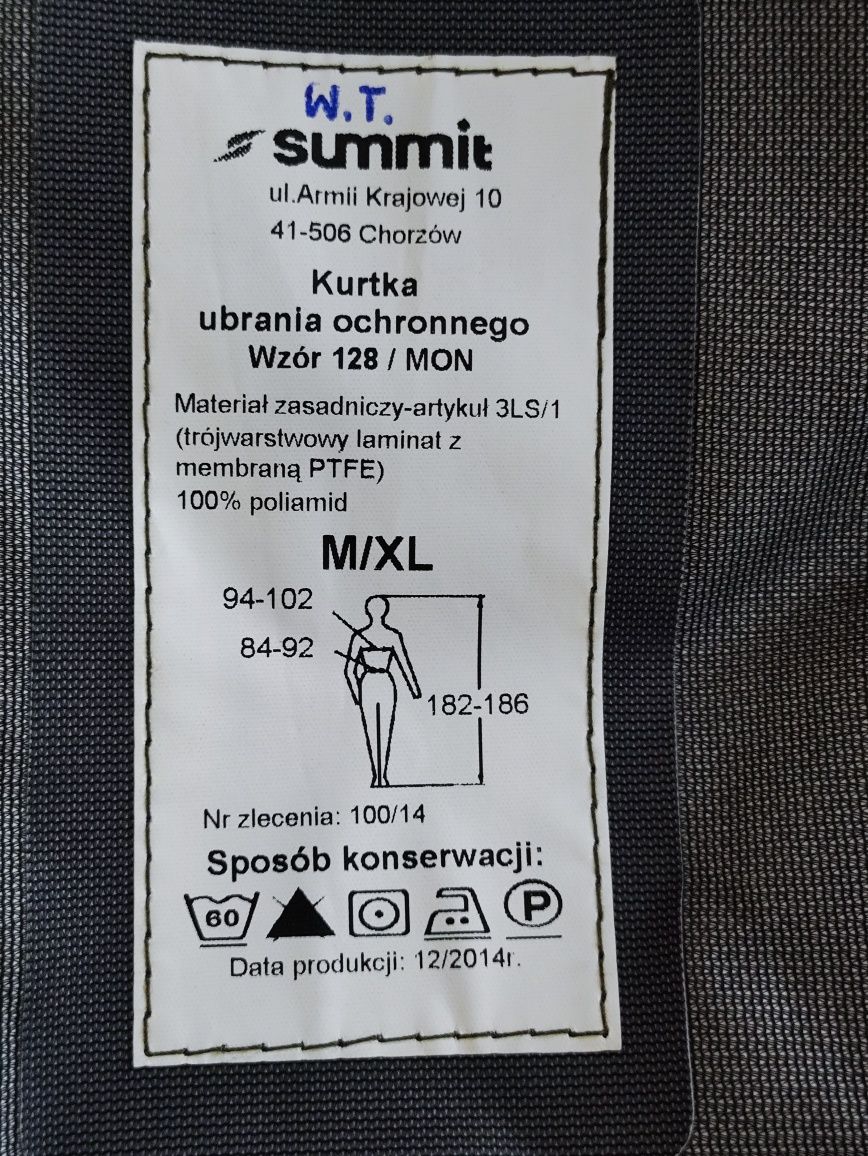 W.T.
summit
ul.Armii Krajowej 10
41-506 Chorzów
Kurtka
ubrania ochronnego
Wzór 128 / MON
Materiał zasadniczy-artykuł 3LS/1
(trójwarstwowy laminat z
membraną PTFE)
100% poliamid
M/XL
94-102
84-92
182-186
Nr zlecenia: 100/14
Sposób konserwacji:
60 P
Data produkcji: 12/2014r.